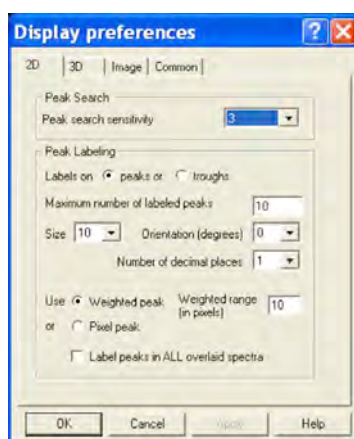 Display preferences ? X
2D 3D Image Common
Peak Search
Peak search sensitivity 3
Peak Labeling
Labels on peaks or troughs
Maximum number of labeled peaks 10
Size 10 Orientation (degrees) 0
Number of decimal places 1
Use Weighted peak Weighted range (in pixels) 10
or Pixel peak
Label peaks in ALL overlaid spectra
OK Cancel Apply Help